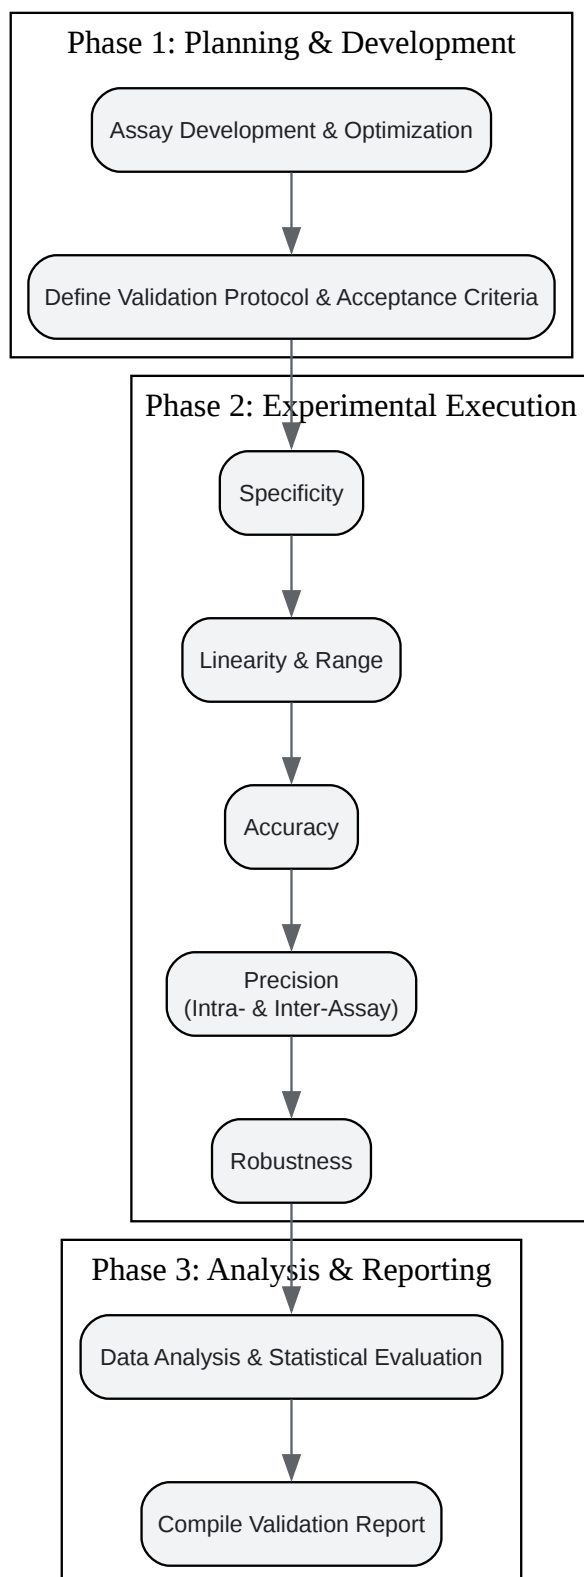 Phase 1: Planning & Development
Assay Development & Optimization
Define Validation Protocol & Acceptance Criteria
Phase 2: Experimental Execution
Specificity
Linearity & Range
Accuracy
Precision
(Intra- & Inter-Assay)
Robustness
Phase 3: Analysis & Reporting
Data Analysis & Statistical Evaluation
Compile Validation Report